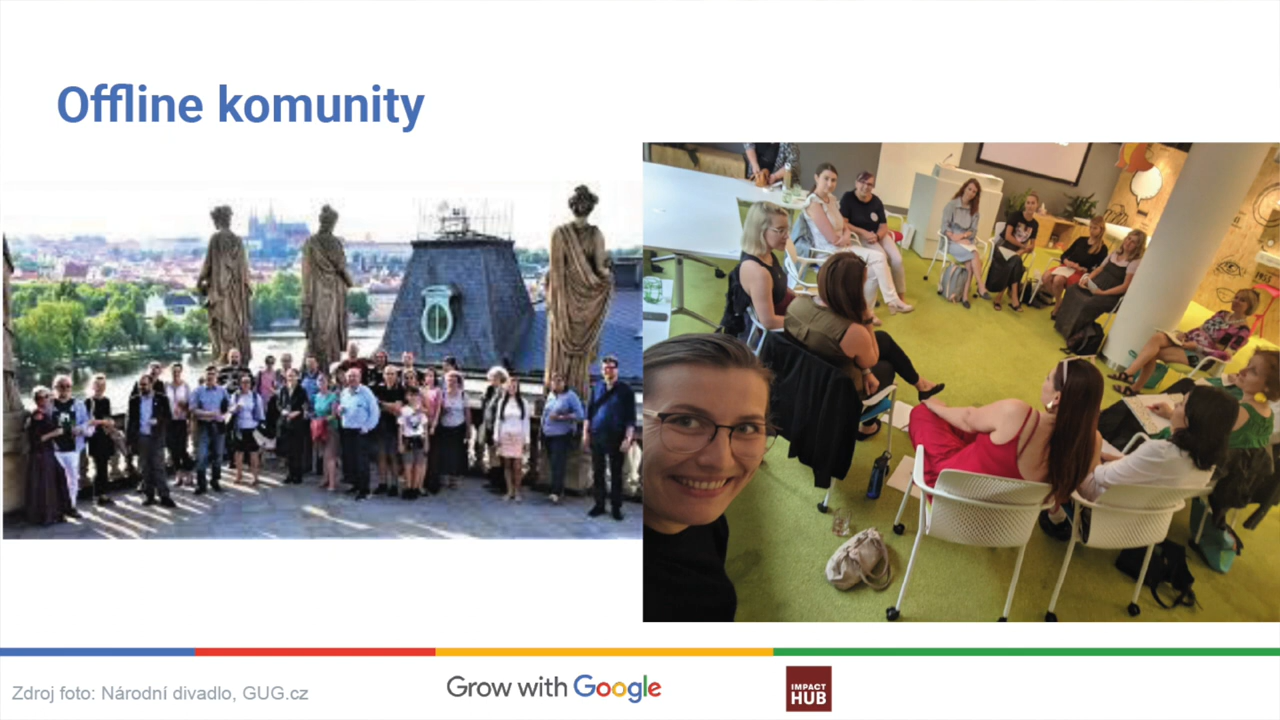 Offline komunity
Zdroj foto: Národní divadlo, GUG.cz
Grow with Google
IMPACT
HUB